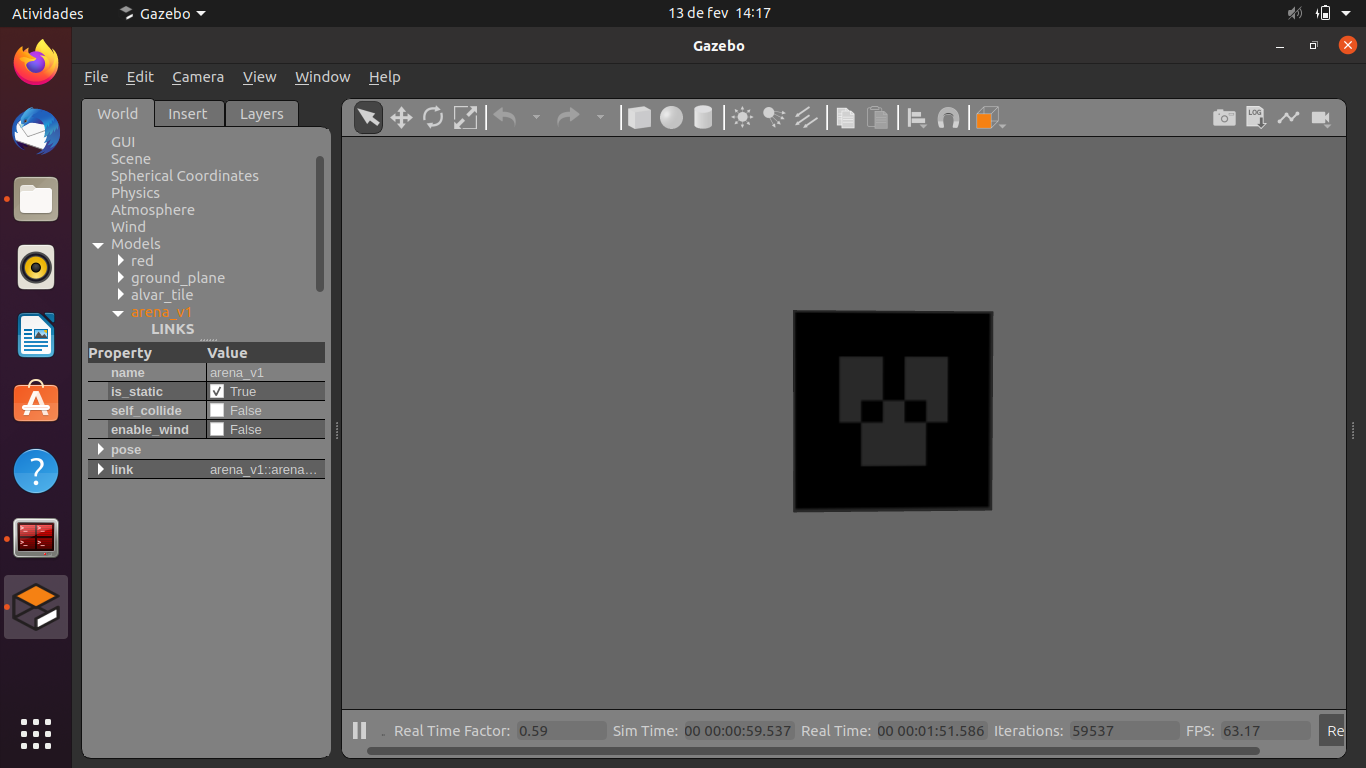 Atividades
Gazebo
13 de fev 14:17
Gazebo
File Edit Camera View Window Help
World Insert Layers
GUI
Scene
Spherical Coordinates
Physics
Atmosphere
Wind
Models
red
ground_plane
alvar_tile
arena_v1
LINKS
Property Value
name arena_v1
is_static True
self_collide False
enable_wind False
pose
link arena_v1::arena…
LOG
Real Time Factor: 0.59 Sim Time: 00 00:00:59.537 Real Time: 00 00:01:51.586 Iterations: 59537 FPS: 63.17 Re